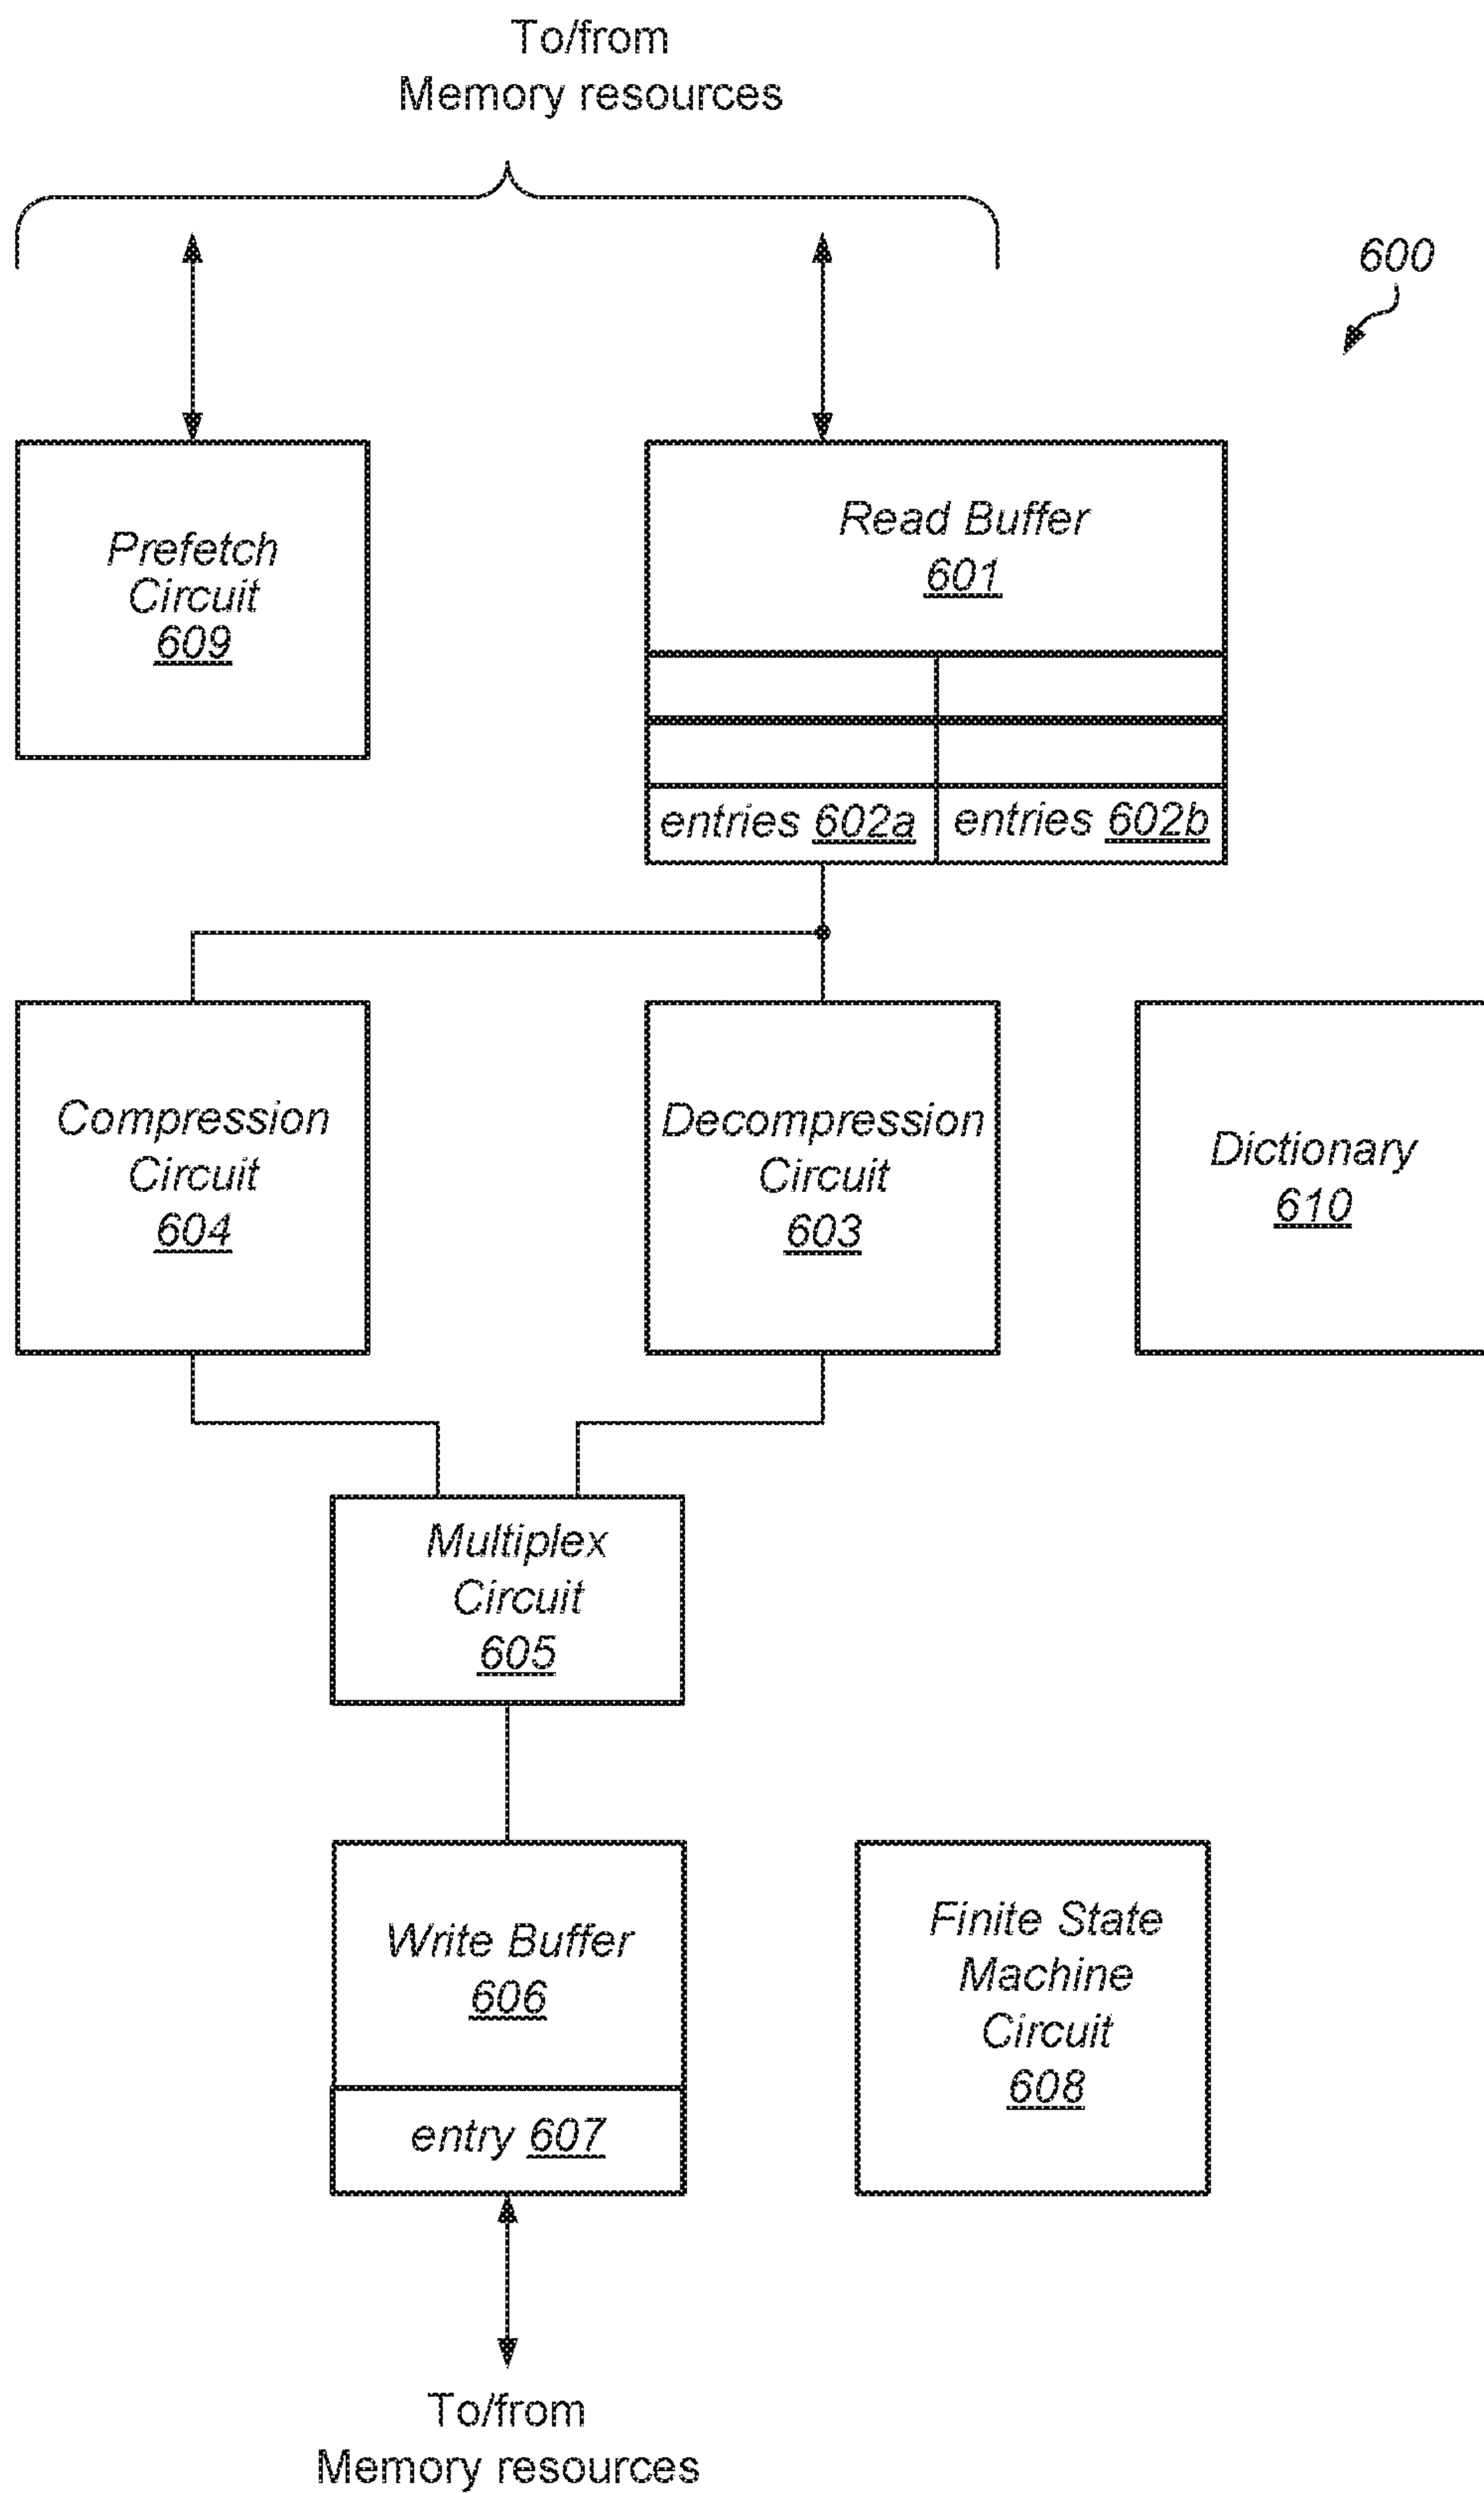 To/from
Memory resources
600
Prefetch
Circuit
609
Read Buffer
601
entries 602a
entries 602b
Compression
Circuit
604
Decompression
Circuit
603
Dictionary
610
Multiplex
Circuit
605
Write Buffer
606
entry 607
Finite State
Machine
Circuit
608
To/from
Memory resources